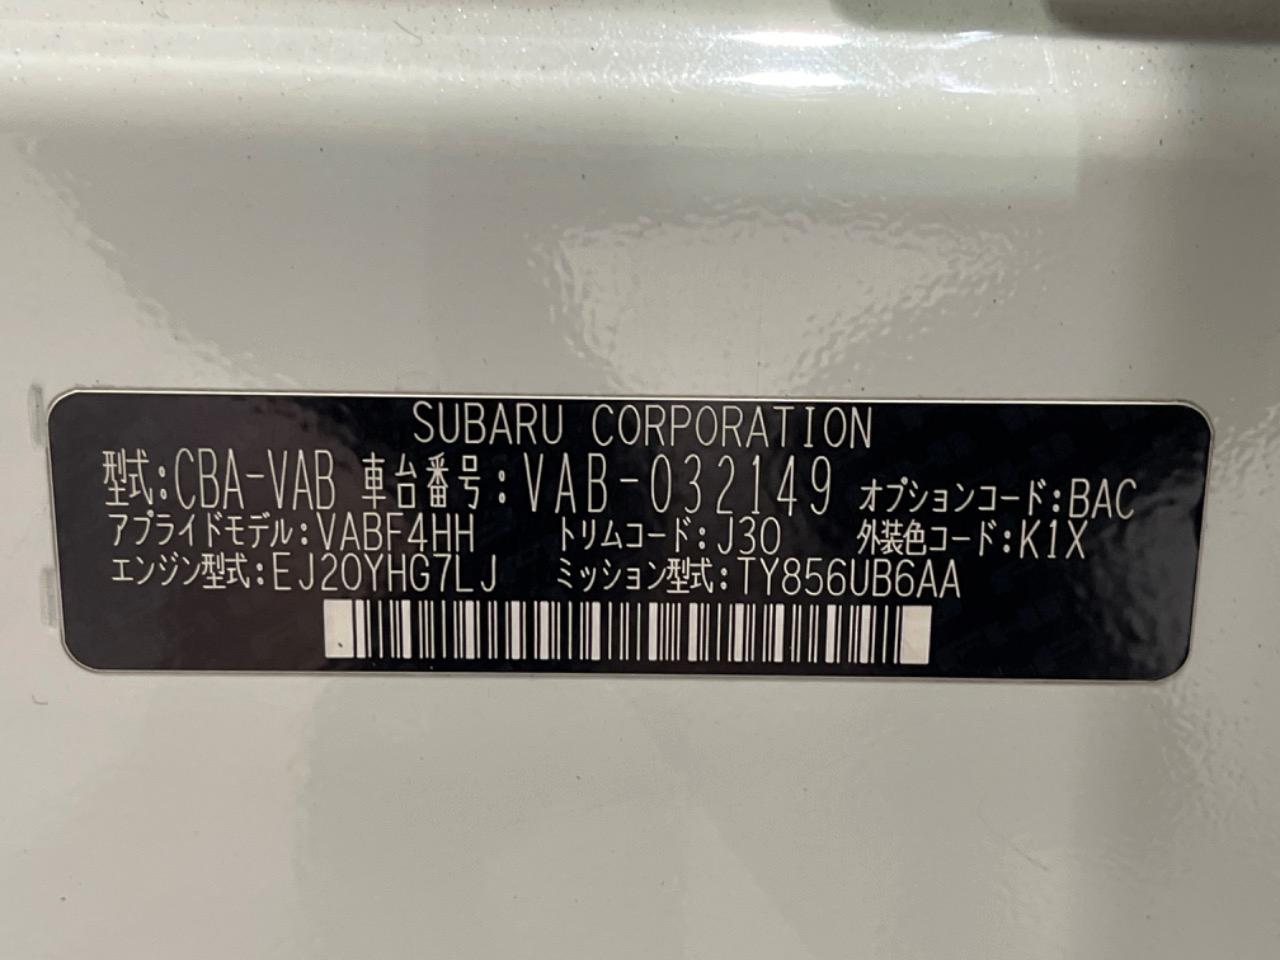 SUBARU CORPORATION
型式:CBA-VAB 車台番号:VAB-032149 オプションコード:BAC
アプライドモデル:VABF4HH トリムコード:J30 外装色コード:K1X
エンジン型式:EJ20YHG7LJ ミッション型式:TY856UB6AA